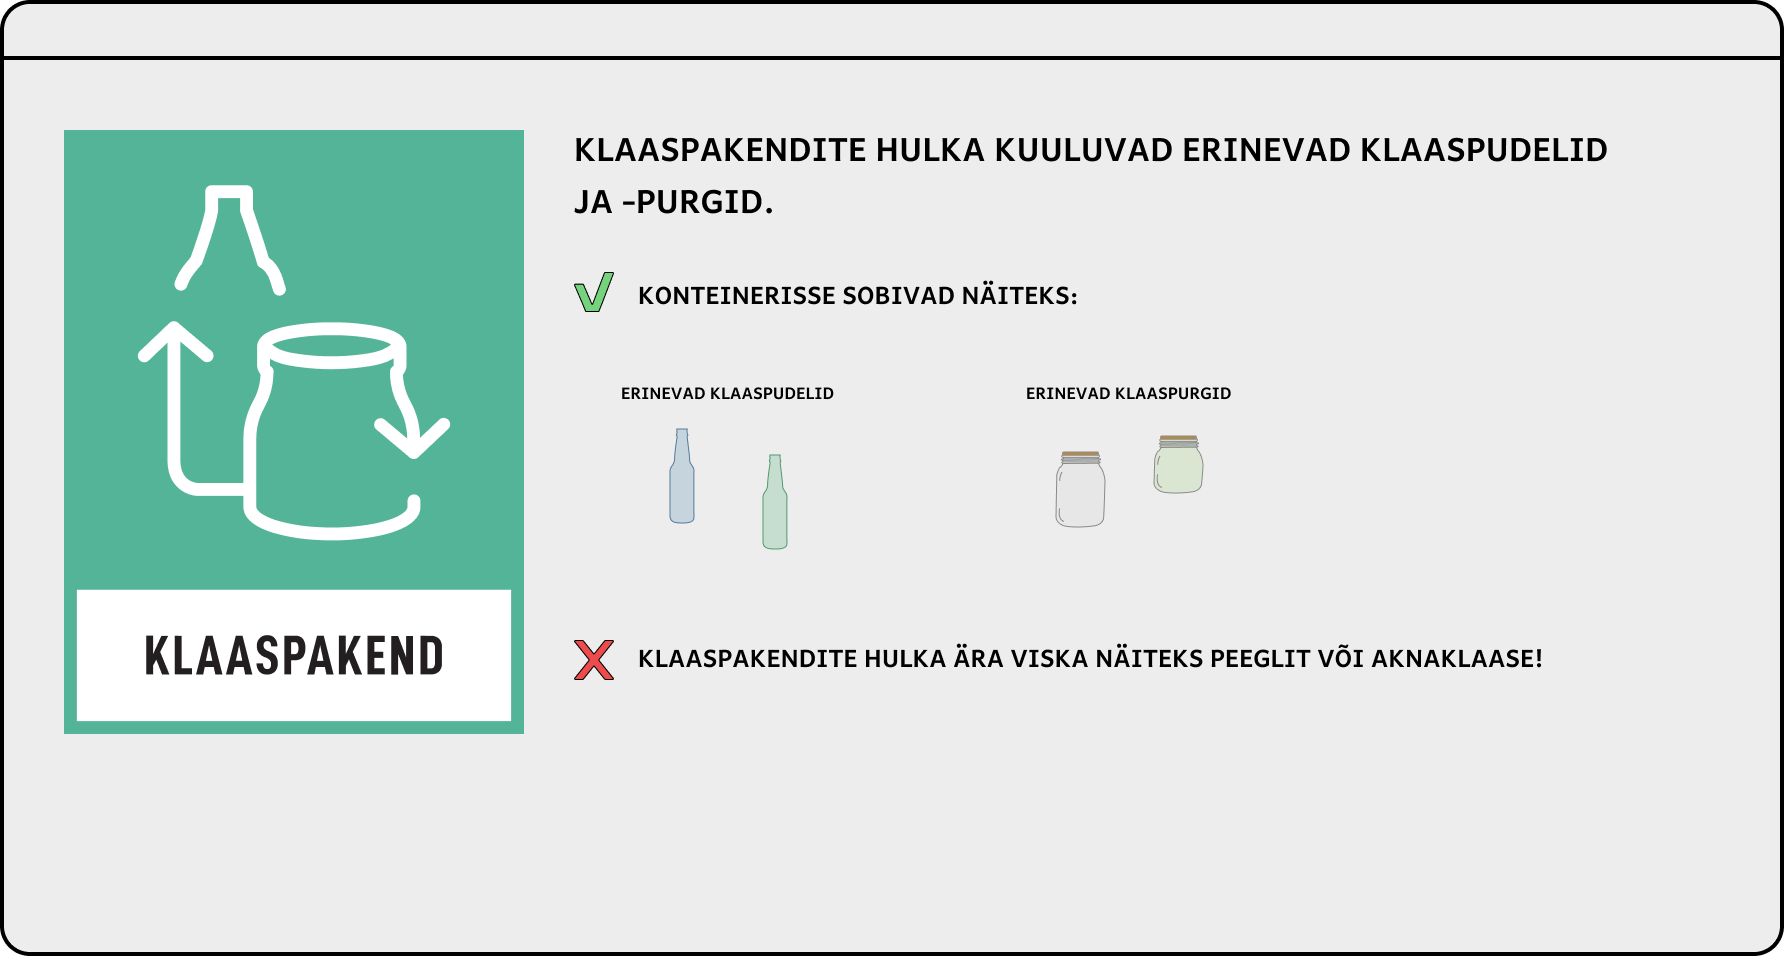 KLAASPAKENDITE HULKA KUULUVAD ERINEVAD KLAASPUDELID
JA -PURGID.
KONTEINERISSE SOBIVAD NÄITEKS:
ERINEVAD KLAASPUDELID
ERINEVAD KLAASPURGID
KLAASPAKENDITE HULKA ÄRA VISKA NÄITEKS PEEGLIT VÕI AKNAKLAASE!
KLAASPAKEND